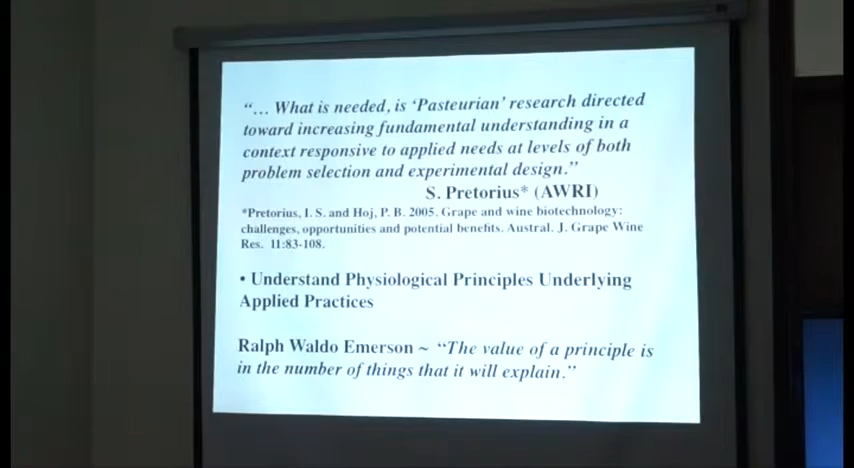 “… What is needed, is ‘Pasteurian’ research directed
toward increasing fundamental understanding in a
context responsive to applied needs at levels of both
problem selection and experimental design.”
S. Pretorius* (AWRI)
*Pretorius, I. S. and Hoj, P. B. 2005. Grape and wine biotechnology:
challenges, opportunities and potential benefits. Austral. J. Grape Wine
Res. 11:83-108.
• Understand Physiological Principles Underlying
Applied Practices
Ralph Waldo Emerson ~ “The value of a principle is
in the number of things that it will explain.”